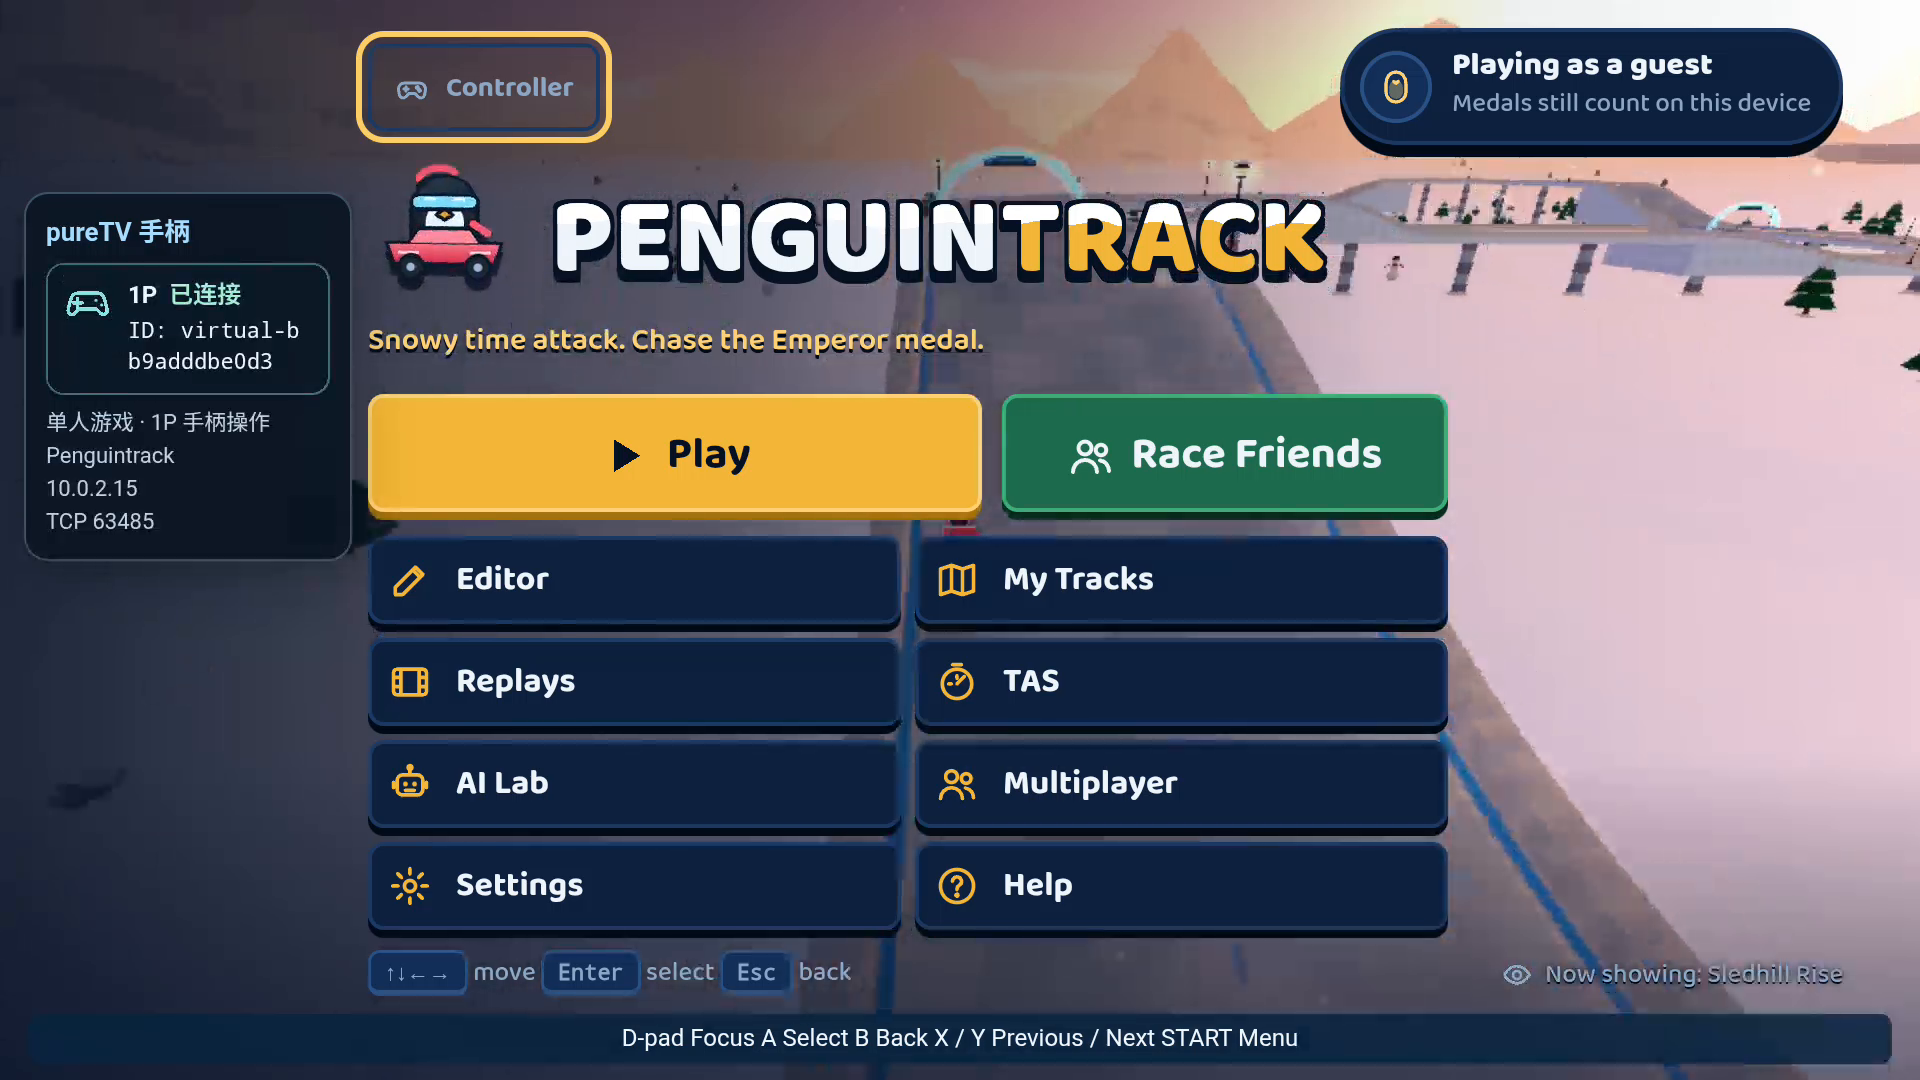 Controller
Playing as a guest
Medals still count on this device
pureTV 手柄
1P 已连接
ID: virtual-b
b9adddbe0d3
单人游戏 · 1P 手柄操作
Penguintrack
10.0.2.15
TCP 63485
PENGUINTRACK
Snowy time attack. Chase the Emperor medal.
Play
Race Friends
Editor
My Tracks
Replays
TAS
AI Lab
Multiplayer
Settings
Help
↑↓←→ move Enter select Esc back
Now showing: Sledhill Rise
D-pad Focus A Select B Back X / Y Previous / Next START Menu